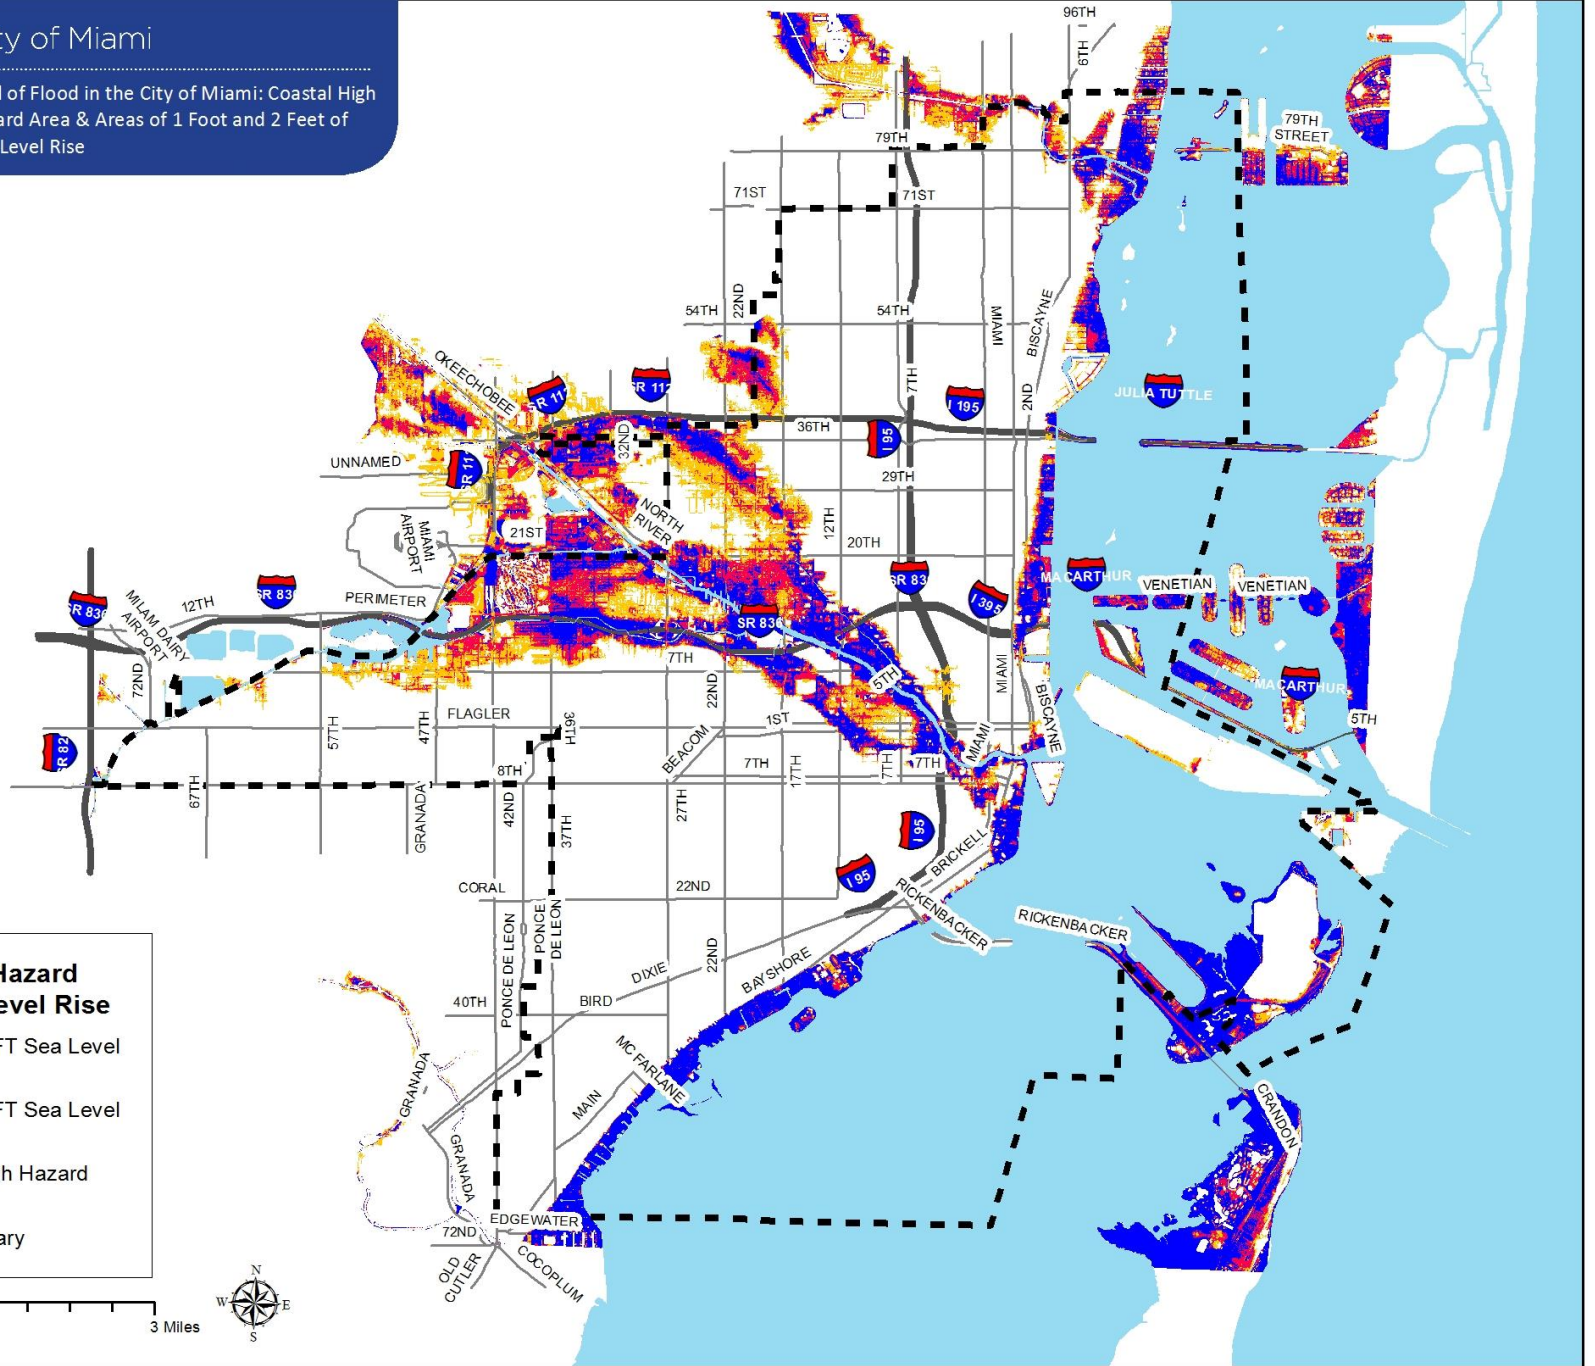 ty of Miami
l of Flood in the City of Miami: Coastal High
ard Area & Areas of 1 Foot and 2 Feet of
Level Rise
96TH
6TH
79TH
STREET
79TH
71ST
71ST
54TH
22ND
54TH
MIAMI
BISCAYNE
OKEECHOBEE
SR 112
SR 112
7TH
I 195
2ND
JULIA TUTTLE
36TH
I 95
32ND
UNNAMED
SR 11
29TH
NORTH
RIVER
MIAMI
AIRPORT
21ST
12TH
20TH
SR 836
SR 836
MILAM DAIRY
AIRPORT
12TH
PERIMETER
SR 83
I 395
MACARTHUR
VENETIAN
VENETIAN
SR 836
7TH
72ND
22ND
5TH
MIAMI
BISCAYNE
MACARTHUR
5TH
FLAGLER
57TH
47TH
36TH
1ST
BEACOM
MIAMI
SR 82
8TH
7TH
17TH
7TH
7TH
67TH
GRANADA
42ND
37TH
27TH
I 95
BRICKELL
I 95
CORAL
22ND
RICKENBACKER
RICKENBACKER
PONCE DE LEON
PONCE
DE LEON
22ND
DIXIE
BAYSHORE
40TH
BIRD
MC FARLANE
GRANADA
MAIN
CRANDON
GRANADA
EDGEWATER
72ND
OLD
CUTLER
COCOPLUM
Hazard
evel Rise
FT Sea Level
FT Sea Level
h Hazard
ary
3 Miles
N
W
E
S